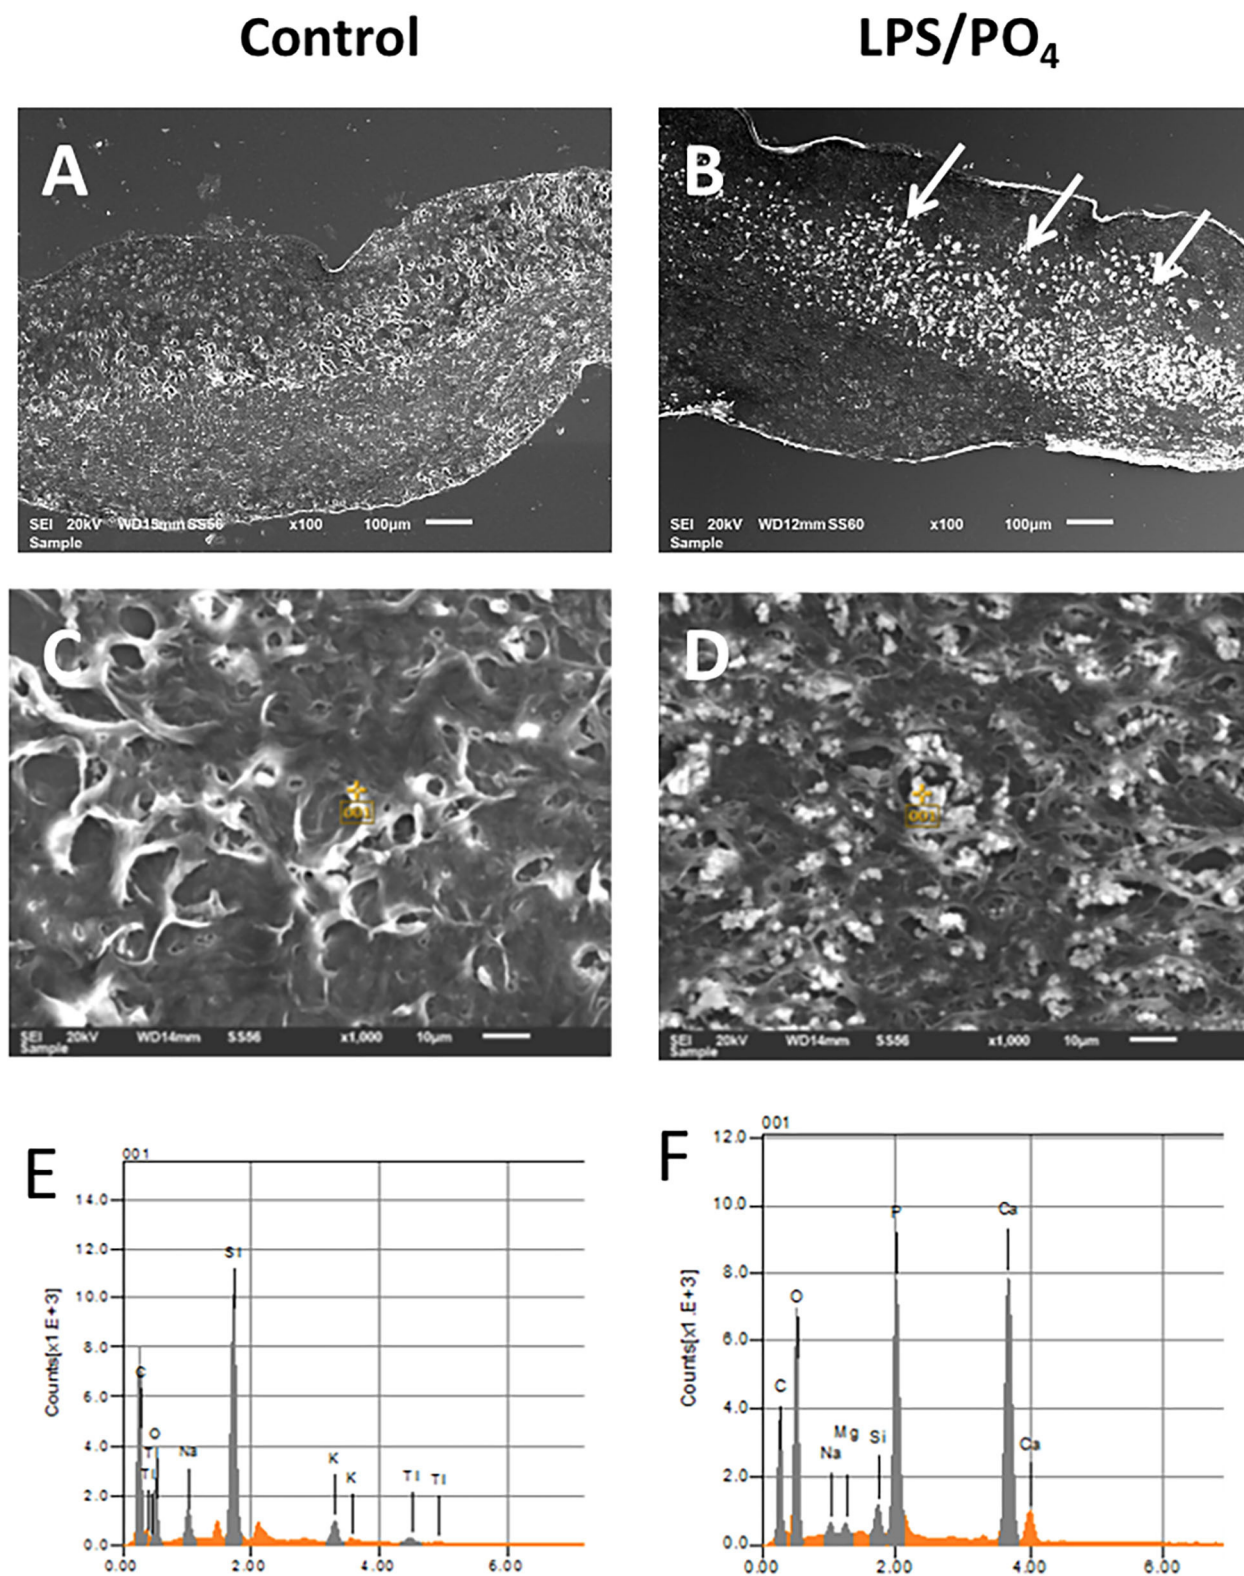 Control
LPS/PO₄
A
B
SEI 20kV WD15mm SS56 x100 100µm
Sample
SEI 20kV WD12mm SS60 x100 100µm
Sample
C
D
001
001
SEI 20kV WD14mm SS56 x1,000 10µm
Sample
SEI 20kV WD14mm SS56 x1,000 10µm
Sample
E
001
14.0
12.0
10.0
8.0
6.0
4.0
2.0
0.0
Counts[x1.E+3]
C
Ti
Ti
O
Na
Si
K
K
Ti
Ti
0.00 2.00 4.00 6.00
F
001
12.0
10.0
8.0
6.0
4.0
2.0
0.0
Counts[x1.E+3]
C
O
Na
Mg
Si
P
Ca
Ca
0.00 2.00 4.00 6.00